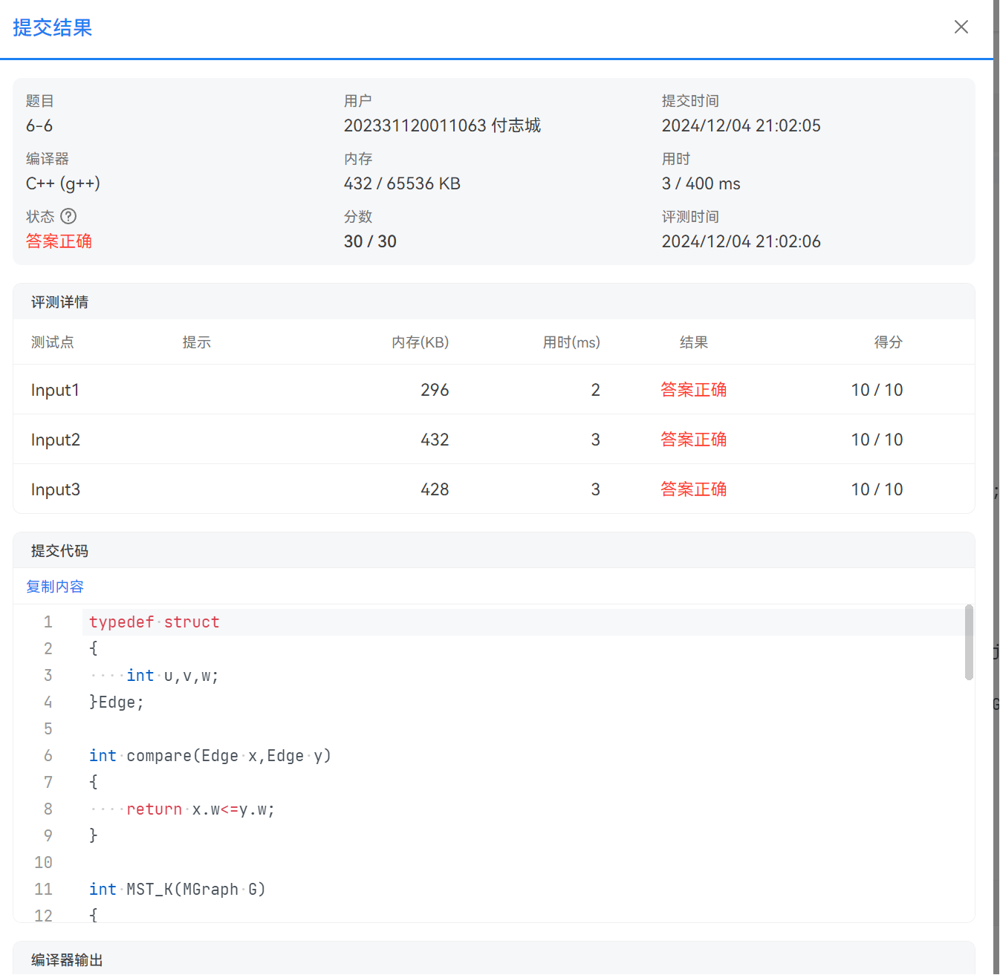 提交结果
题目 用户 提交时间
6-6 202331120011063 付志城 2024/12/04 21:02:05
编译器 内存 用时
C++ (g++) 432 / 65536 KB 3 / 400 ms
状态 ? 分数 评测时间
答案正确 30 / 30 2024/12/04 21:02:06
评测详情
测试点 提示 内存(KB) 用时(ms) 结果 得分
Input1 296 2 答案正确 10 / 10
Input2 432 3 答案正确 10 / 10
Input3 428 3 答案正确 10 / 10
提交代码
复制内容
1 typedef struct
2 {
3     int u,v,w;
4 }Edge;
5
6 int compare(Edge x,Edge y)
7 {
8     return x.w<=y.w;
9 }
10
11 int MST_K(MGraph G)
12 {
编译器输出